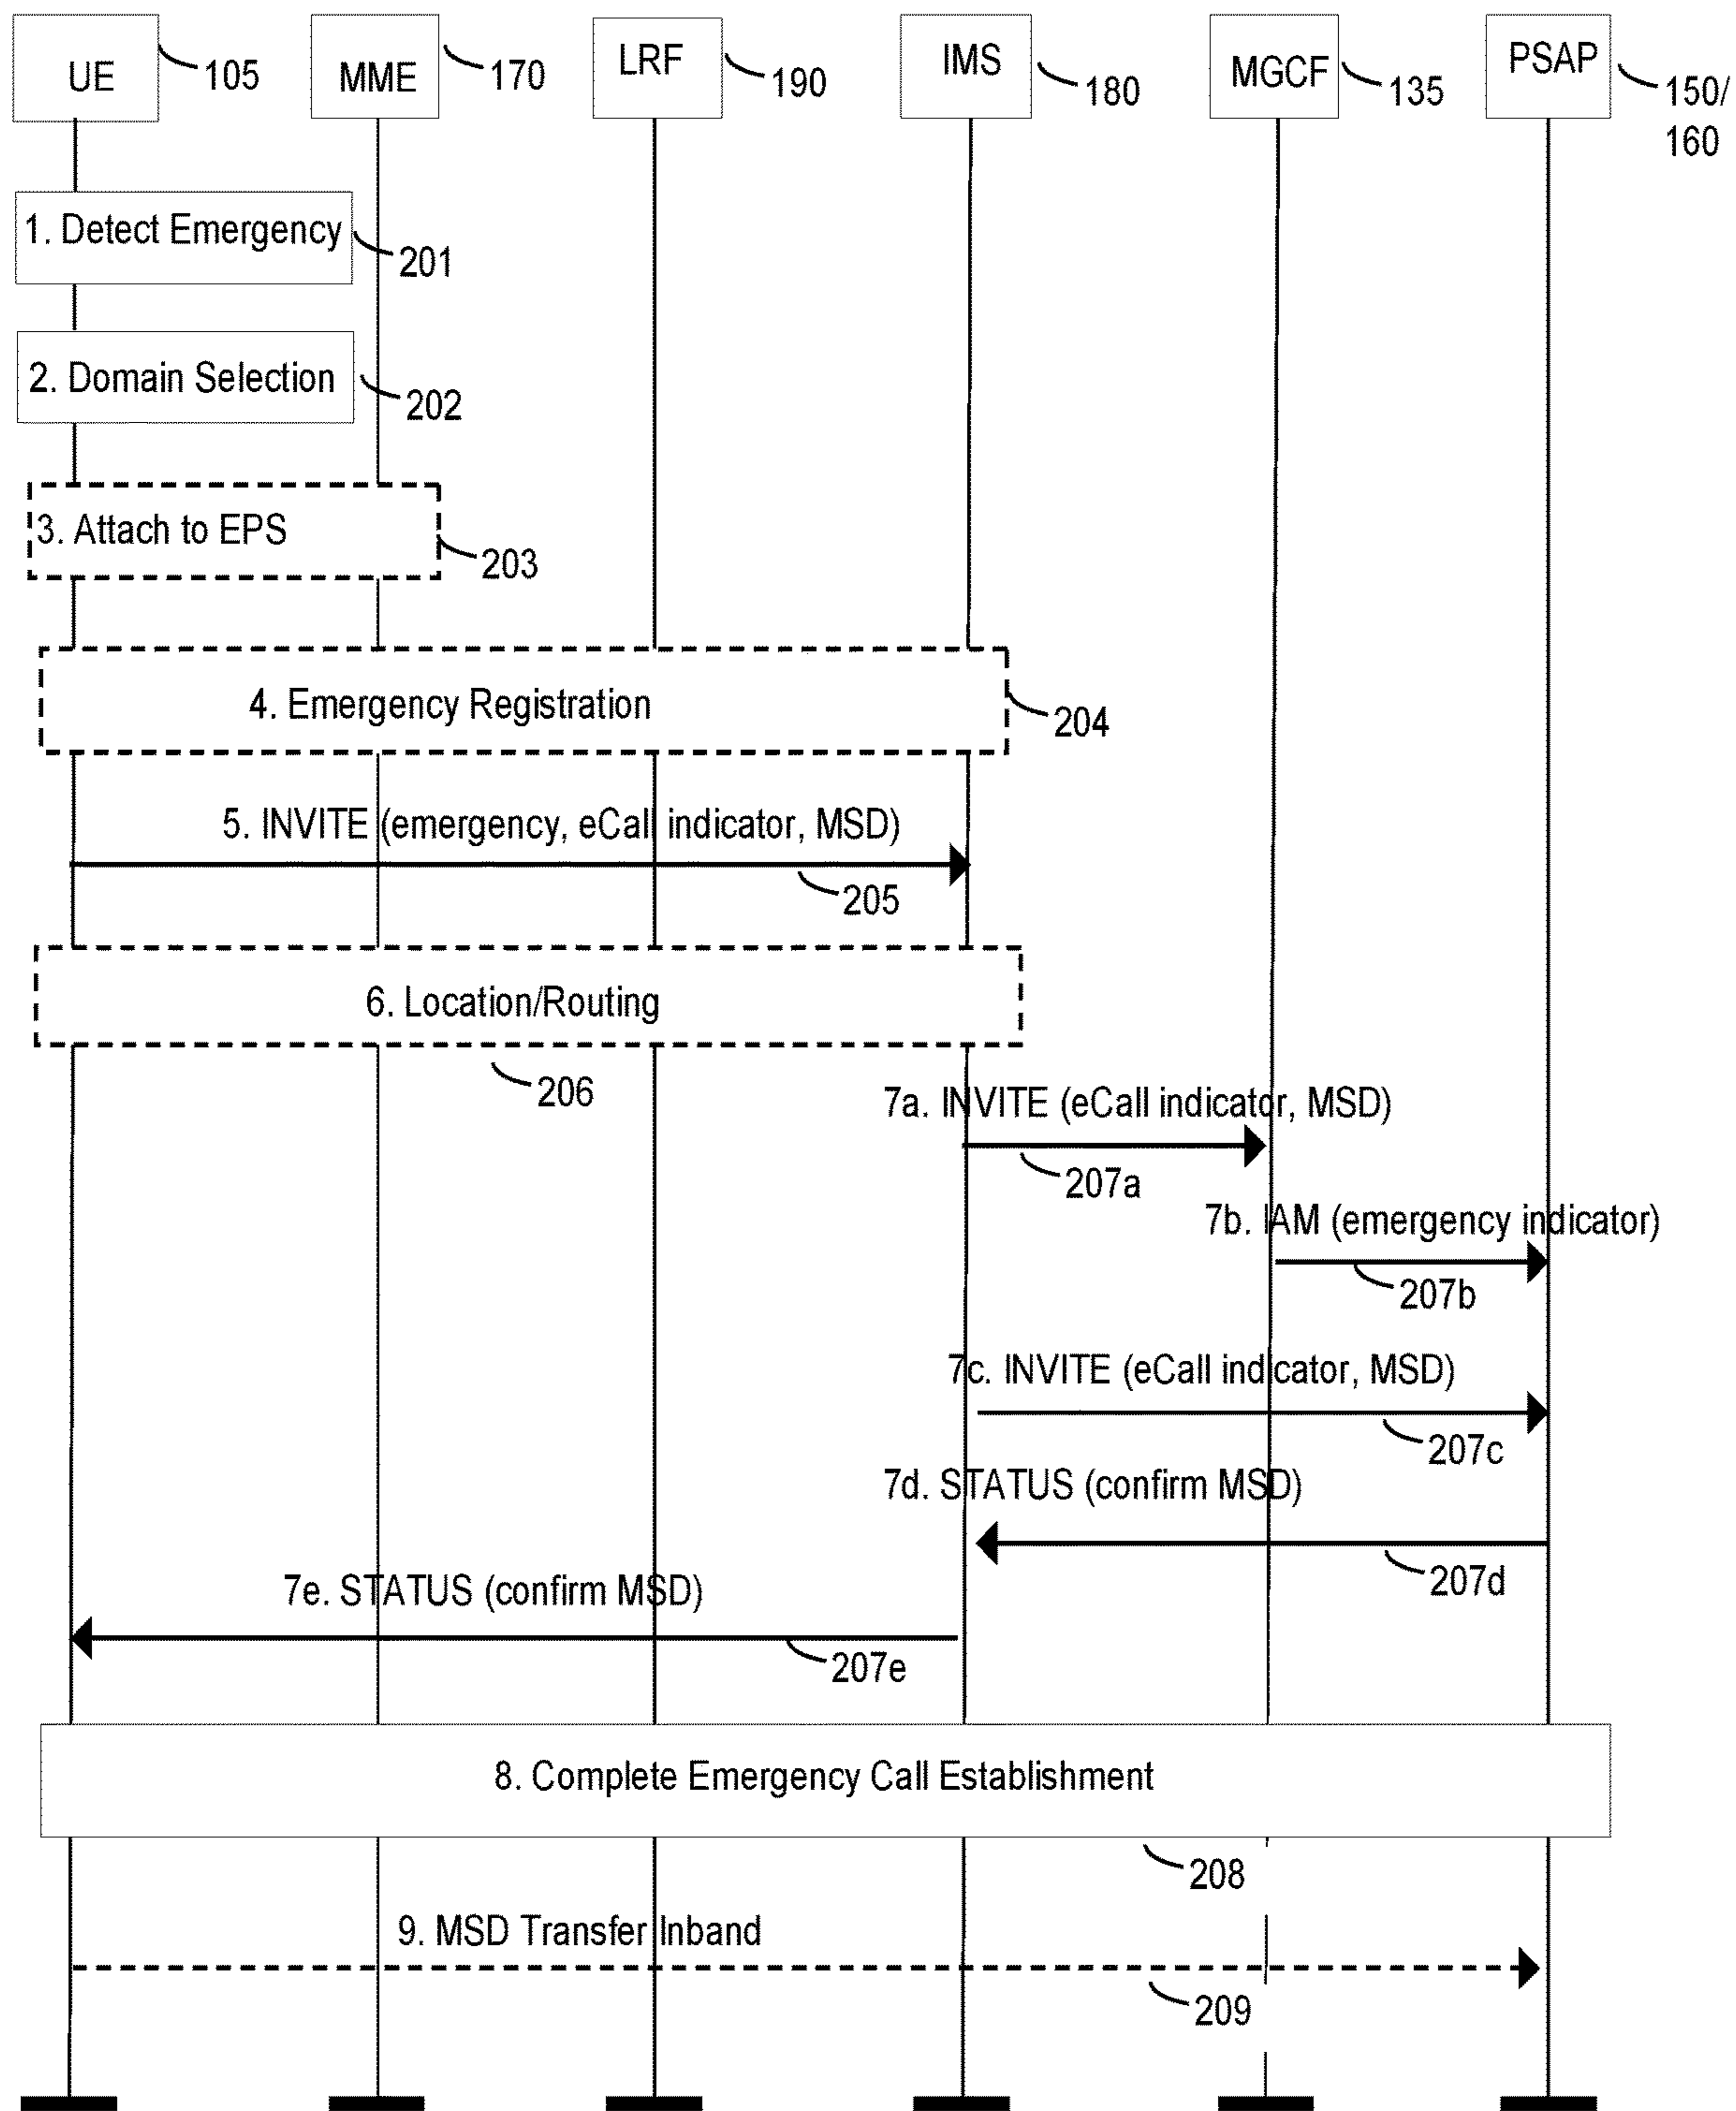 UE
105
MME
170
LRF
190
IMS
180
MGCF
135
PSAP
150/
160
1. Detect Emergency
201
2. Domain Selection
202
3. Attach to EPS
203
4. Emergency Registration
204
5. INVITE (emergency, eCall indicator, MSD)
205
6. Location/Routing
206
7a. INVITE (eCall indicator, MSD)
207a
7b. IAM (emergency indicator)
207b
7c. INVITE (eCall indicator, MSD)
207c
7d. STATUS (confirm MSD)
207d
7e. STATUS (confirm MSD)
207e
8. Complete Emergency Call Establishment
208
9. MSD Transfer Inband
209